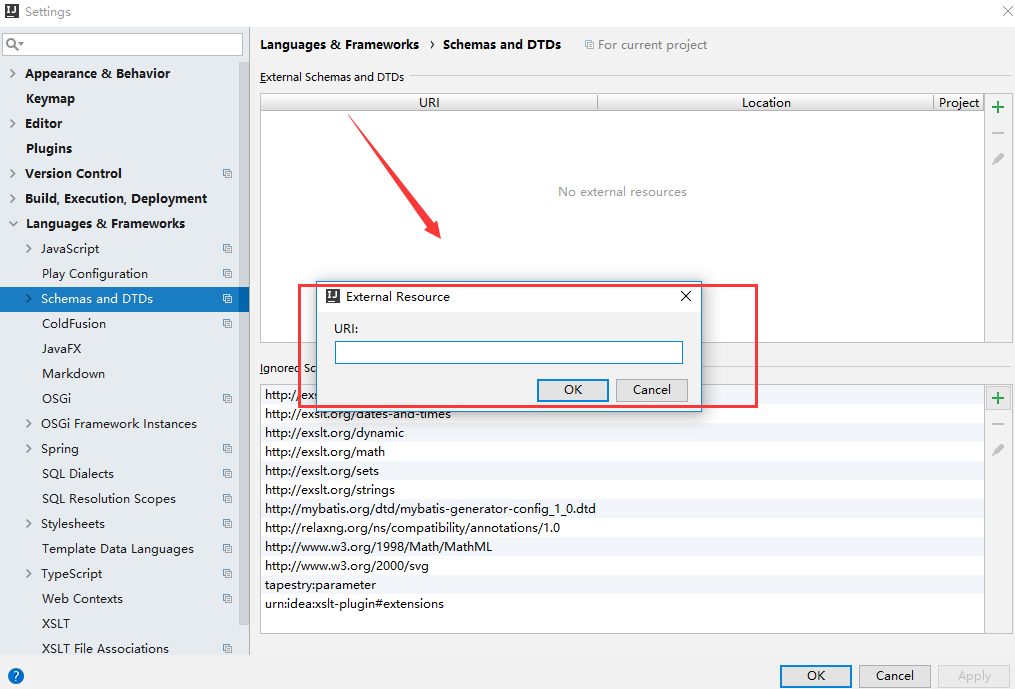 Settings
Languages & Frameworks › Schemas and DTDs For current project
Appearance & Behavior
Keymap
Editor
Plugins
Version Control
Build, Execution, Deployment
Languages & Frameworks
JavaScript
Play Configuration
Schemas and DTDs
ColdFusion
JavaFX
Markdown
OSGi
OSGi Framework Instances
Spring
SQL Dialects
SQL Resolution Scopes
Stylesheets
Template Data Languages
TypeScript
Web Contexts
XSLT
XSLT File Associations
External Schemas and DTDs
URI Location Project
No external resources
External Resource
URI:
OK Cancel
Ignored
http://exslt.org/dates-and-times
http://exslt.org/dynamic
http://exslt.org/math
http://exslt.org/sets
http://exslt.org/strings
http://mybatis.org/dtd/mybatis-generator-config_1_0.dtd
http://relaxng.org/ns/compatibility/annotations/1.0
http://www.w3.org/1998/Math/MathML
http://www.w3.org/2000/svg
tapestry:parameter
urn:idea:xslt-plugin#extensions
?
OK Cancel Apply